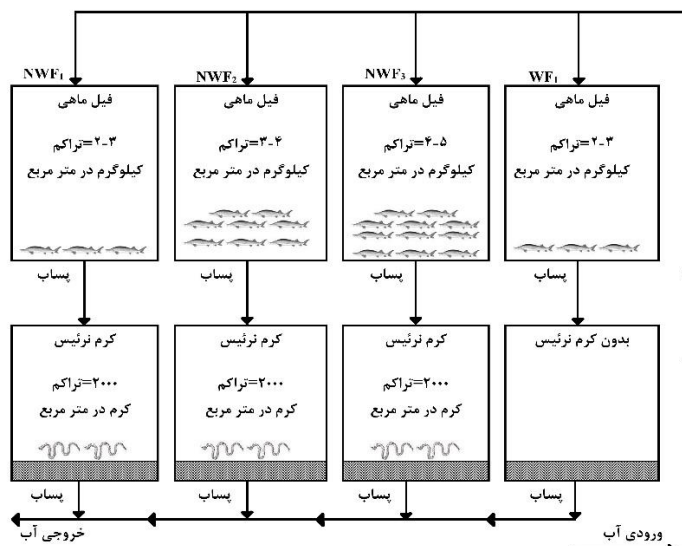 NWF₁
NWF₂
NWF₃
WF₁
فیل ماهی
تراکم=۲-۳
کیلوگرم در متر مربع
فیل ماهی
تراکم=۳-۴
کیلوگرم در متر مربع
فیل ماهی
تراکم=۴-۵
کیلوگرم در متر مربع
فیل ماهی
تراکم=۲-۳
کیلوگرم در متر مربع
پساب
پساب
پساب
پساب
کرم نرئیس
تراکم=۲۰۰۰
کرم در متر مربع
کرم نرئیس
تراکم=۲۰۰۰
کرم در متر مربع
کرم نرئیس
تراکم=۲۰۰۰
کرم در متر مربع
بدون کرم نرئیس
پساب
پساب
پساب
پساب
خروجی آب
ورودی آب